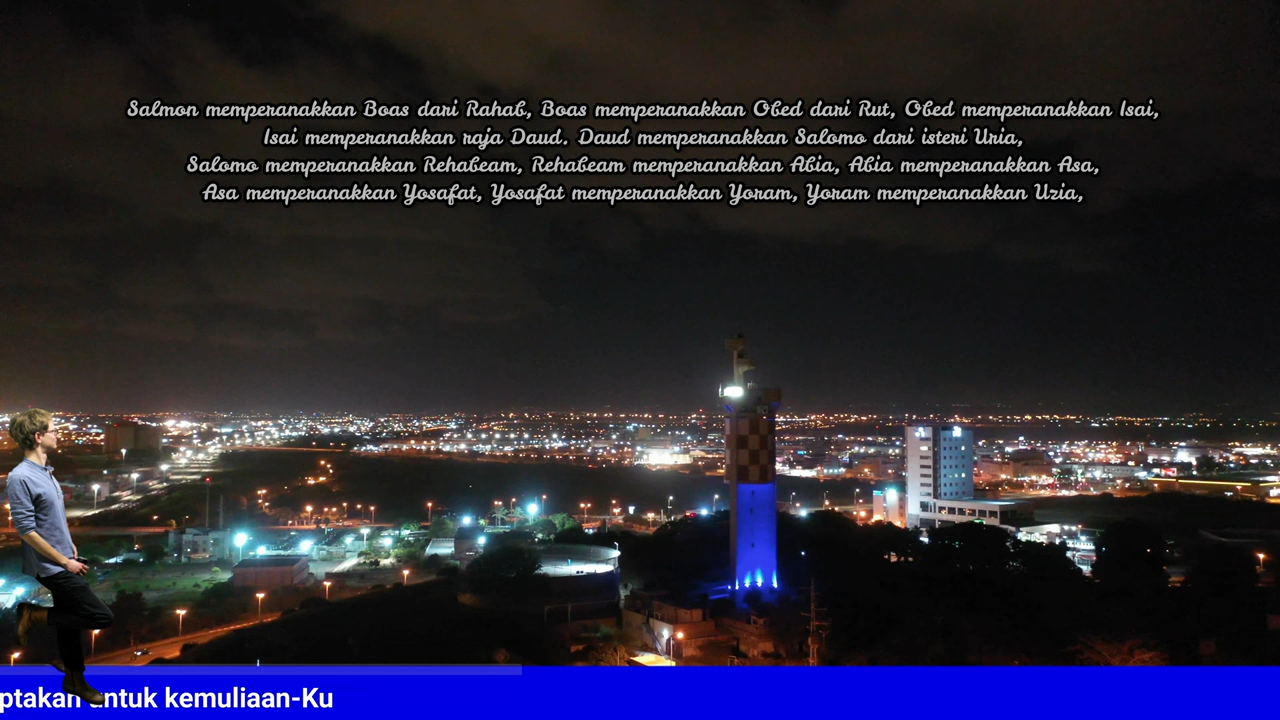 Salmon memperanakkan Boas dari Rahab, Boas memperanakkan Obed dari Rut, Obed memperanakkan Isai,
Isai memperanakkan raja Daud. Daud memperanakkan Salomo dari isteri Uria,
Salomo memperanakkan Rehabeam, Rehabeam memperanakkan Abia, Abia memperanakkan Asa,
Asa memperanakkan Yosafat, Yosafat memperanakkan Yoram, Yoram memperanakkan Uzia,
ptakan untuk kemuliaan-Ku